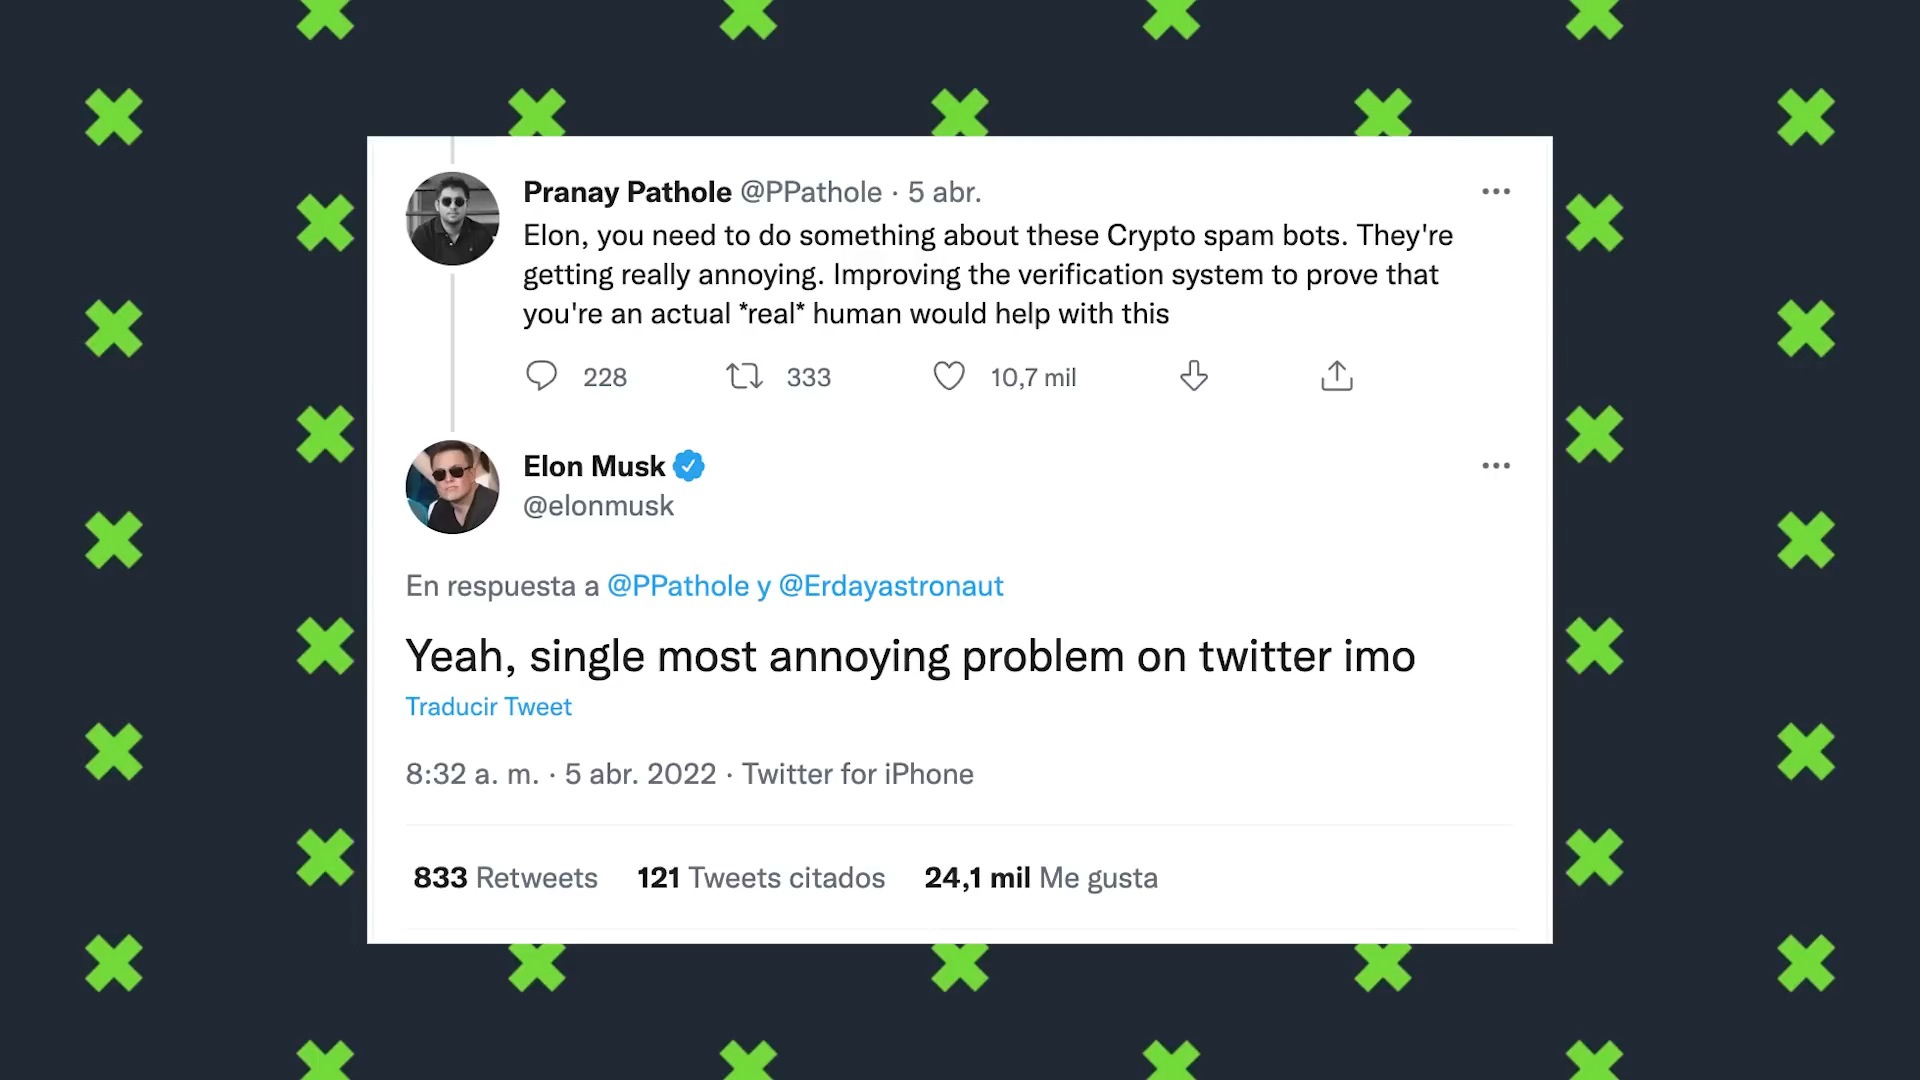 Pranay Pathole @PPathole · 5 abr.
Elon, you need to do something about these Crypto spam bots. They're
getting really annoying. Improving the verification system to prove that
you're an actual *real* human would help with this
228 333 10,7 mil
Elon Musk
@elonmusk
En respuesta a @PPathole y @Erdayastronaut
Yeah, single most annoying problem on twitter imo
Traducir Tweet
8:32 a. m. · 5 abr. 2022 · Twitter for iPhone
833 Retweets 121 Tweets citados 24,1 mil Me gusta